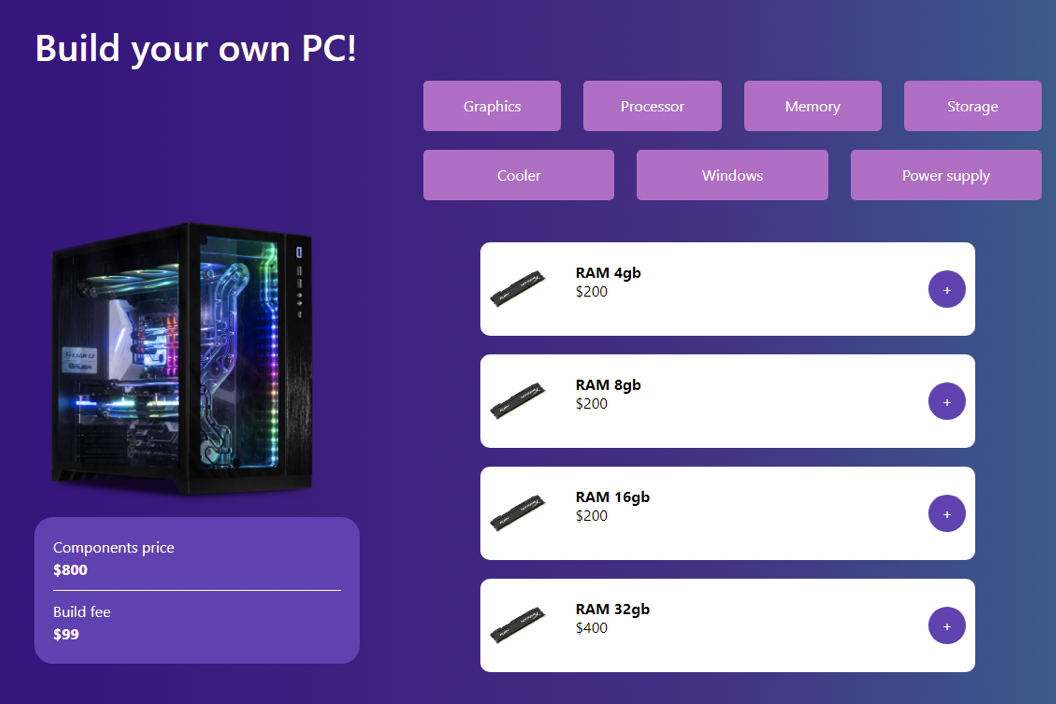 Build your own PC!
Graphics
Processor
Memory
Storage
Cooler
Windows
Power supply
RAM 4gb
$200
+
RAM 8gb
$200
+
RAM 16gb
$200
+
RAM 32gb
$400
+
Components price
$800
Build fee
$99